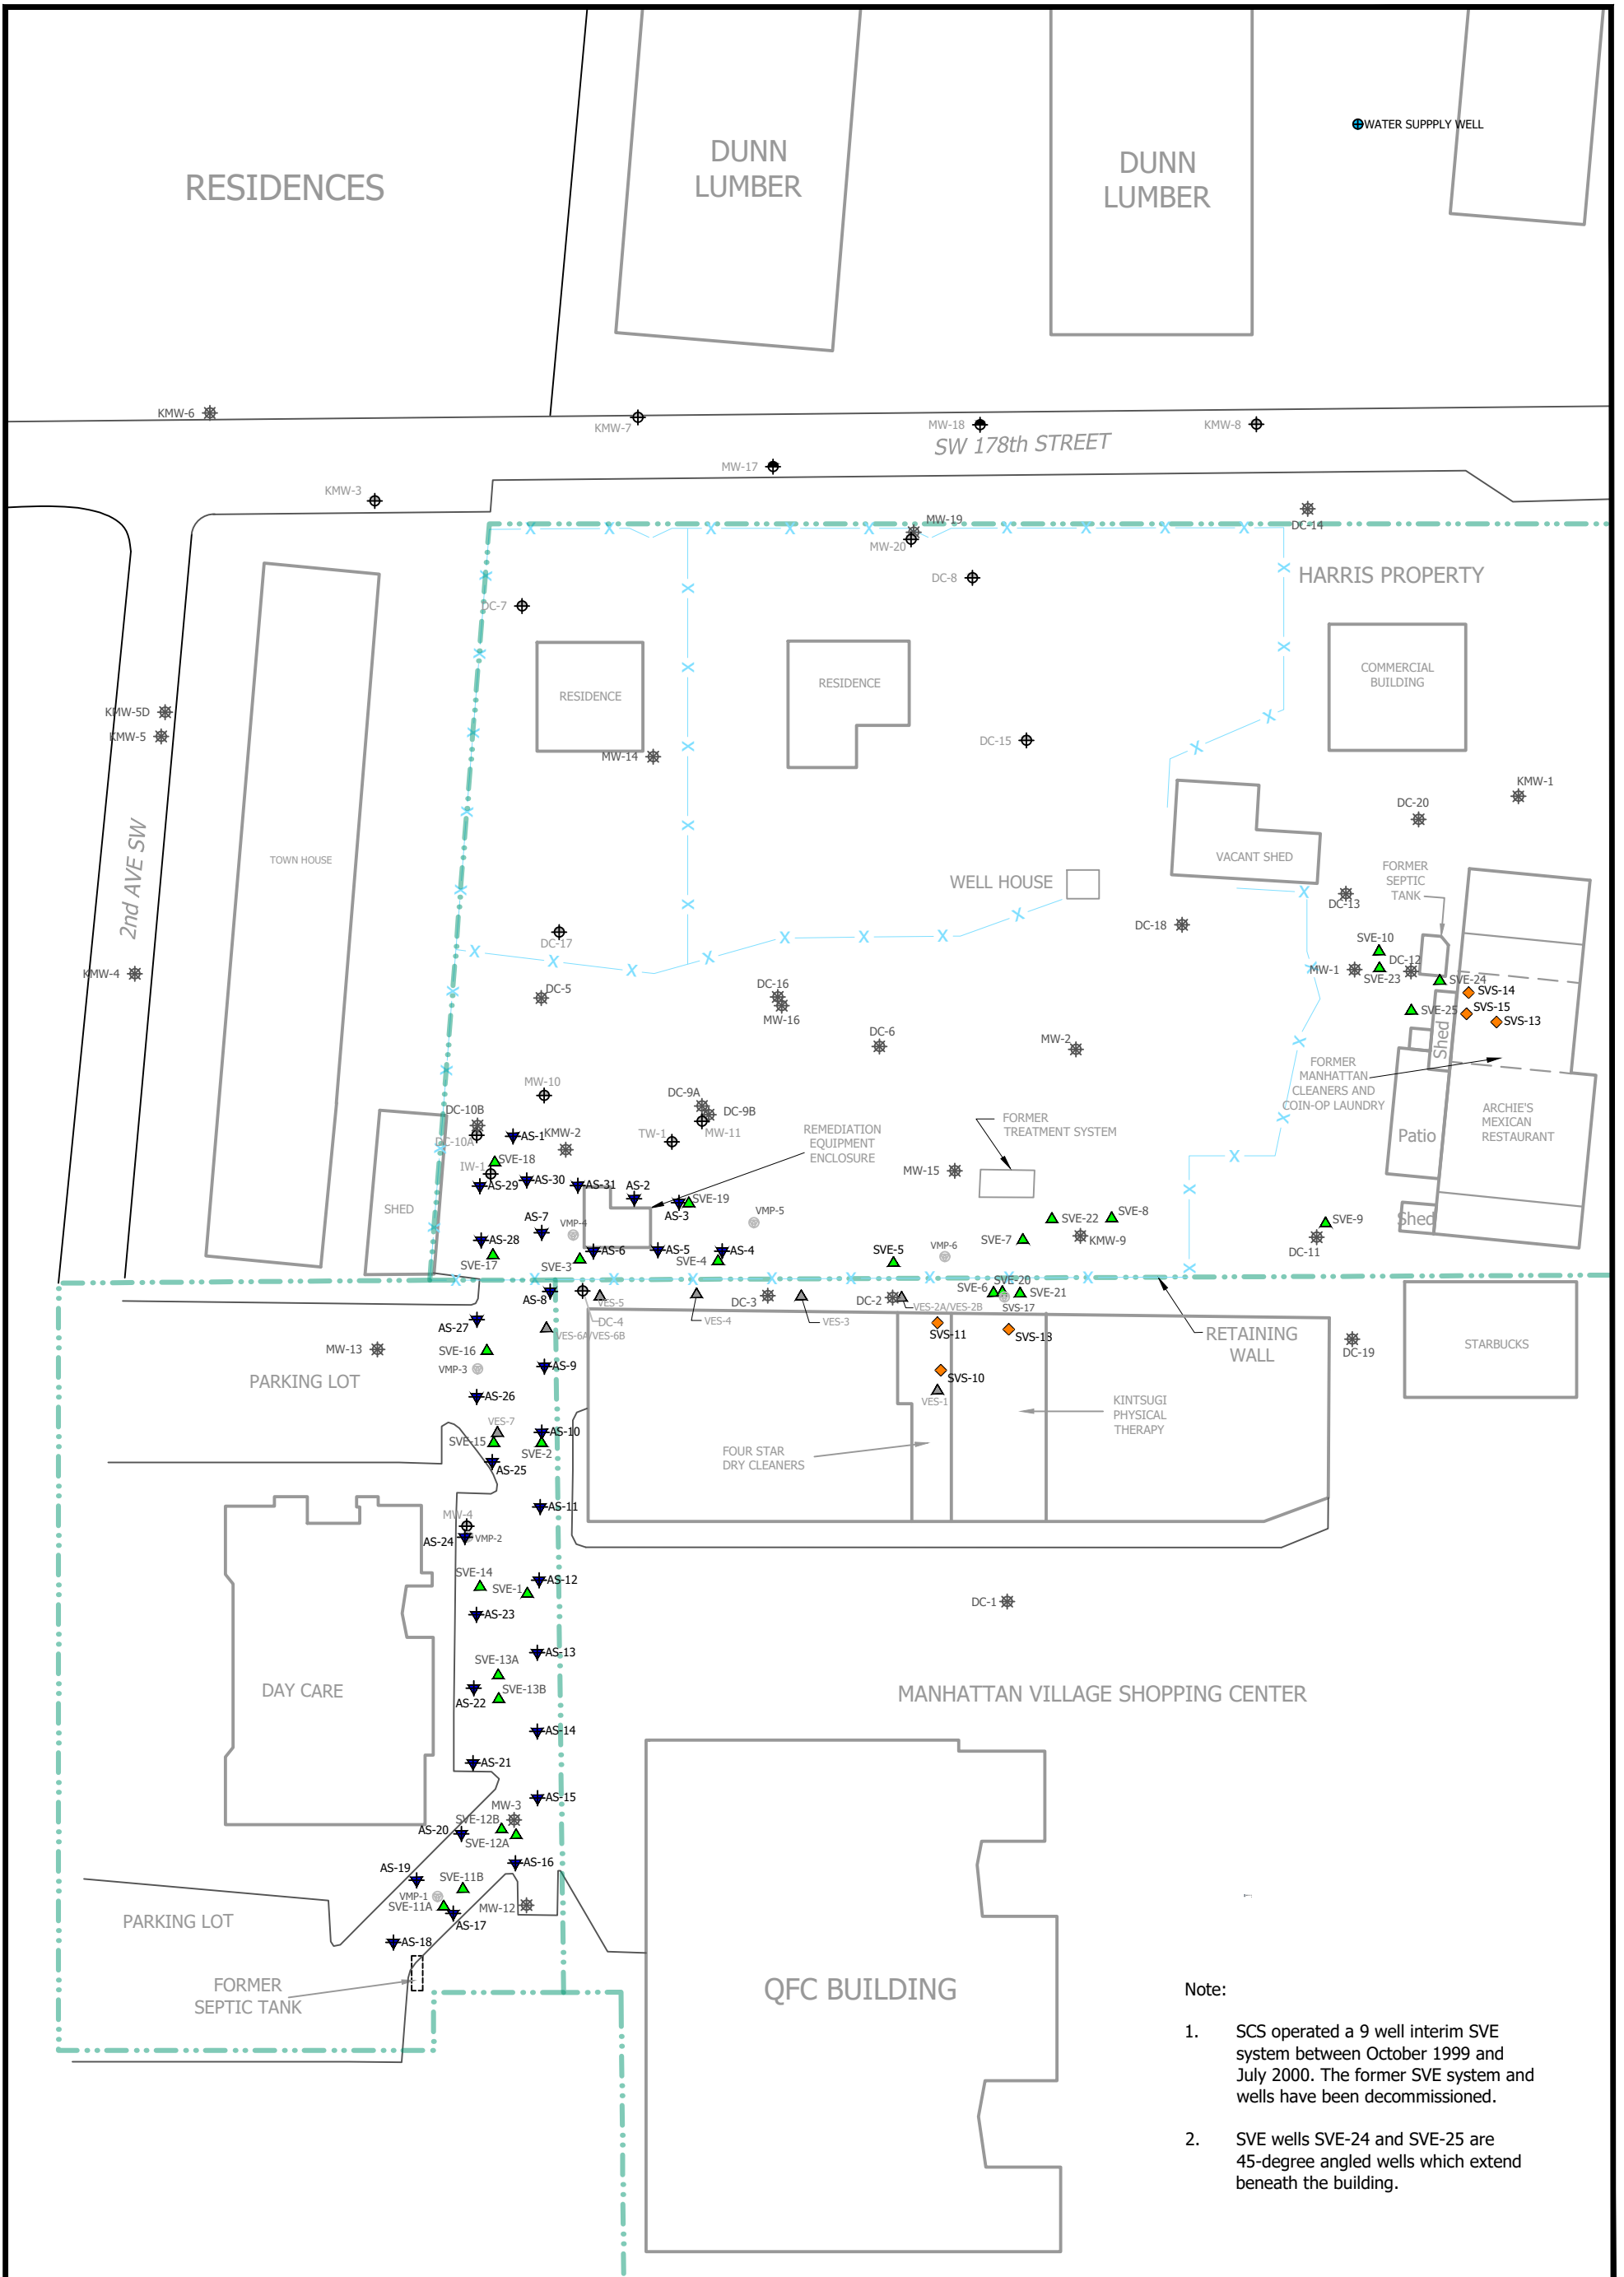 WATER SUPPPLY WELL
DUNN
LUMBER
DUNN
LUMBER
RESIDENCES
KMW-6
KMW-7
MW-18
KMW-8
SW 178th STREET
MW-17
KMW-3
DC-14
MW-19
MW-20
HARRIS PROPERTY
DC-8
DC-7
COMMERCIAL
BUILDING
RESIDENCE
RESIDENCE
KMW-5D
KMW-5
DC-15
MW-14
KMW-1
DC-20
2nd AVE SW
TOWN HOUSE
VACANT SHED
FORMER
SEPTIC
TANK
WELL HOUSE
DC-13
DC-18
DC-17
SVE-10
KMW-4
MW-1
DC-12
SVE-23
SVE-24
DC-5
DC-16
MW-16
SVS-14
SVE-25
SVS-15
SVS-13
DC-6
MW-2
Shed
FORMER
MANHATTAN
CLEANERS AND
COIN-OP LAUNDRY
MW-10
DC-9A
DC-9B
MW-11
TW-1
DC-10B
DC-10A
AS-1
KMW-2
REMEDIATION
EQUIPMENT
ENCLOSURE
FORMER
TREATMENT SYSTEM
ARCHIE'S
MEXICAN
RESTAURANT
Patio
SVE-18
IW-1
AS-29
AS-30
AS-31
AS-2
MW-15
SVE-19
AS-3
SHED
AS-7
VMP-4
VMP-5
SVE-22
SVE-8
Shed
SVE-9
AS-28
SVE-7
KMW-9
DC-11
SVE-17
SVE-3
AS-6
AS-5
AS-4
SVE-4
SVE-5
VMP-6
AS-8
VES-5
DC-4
VES-4
DC-3
VES-3
DC-2
VES-2A/VES-2B
SVE-6
SVE-20
SVE-21
SVS-17
AS-27
VES-6A/VES-6B
SVS-11
SVS-18
RETAINING
WALL
DC-19
STARBUCKS
MW-13
SVE-16
VMP-3
AS-9
PARKING LOT
AS-26
SVS-10
VES-1
KINTSUGI
PHYSICAL
THERAPY
VES-7
AS-10
SVE-15
SVE-2
FOUR STAR
DRY CLEANERS
AS-25
AS-11
MW-4
AS-24
VMP-2
SVE-14
SVE-1
AS-12
AS-23
DC-1
AS-13
SVE-13A
DAY CARE
SVE-13B
AS-22
MANHATTAN VILLAGE SHOPPING CENTER
AS-14
AS-21
AS-15
MW-3
SVE-12B
AS-20
SVE-12A
AS-16
AS-19
SVE-11B
VMP-1
SVE-11A
MW-12
AS-17
PARKING LOT
AS-18
FORMER
SEPTIC TANK
QFC BUILDING
Note:
1. SCS operated a 9 well interim SVE
system between October 1999 and
July 2000. The former SVE system and
wells have been decommissioned.
2. SVE wells SVE-24 and SVE-25 are
45-degree angled wells which extend
beneath the building.